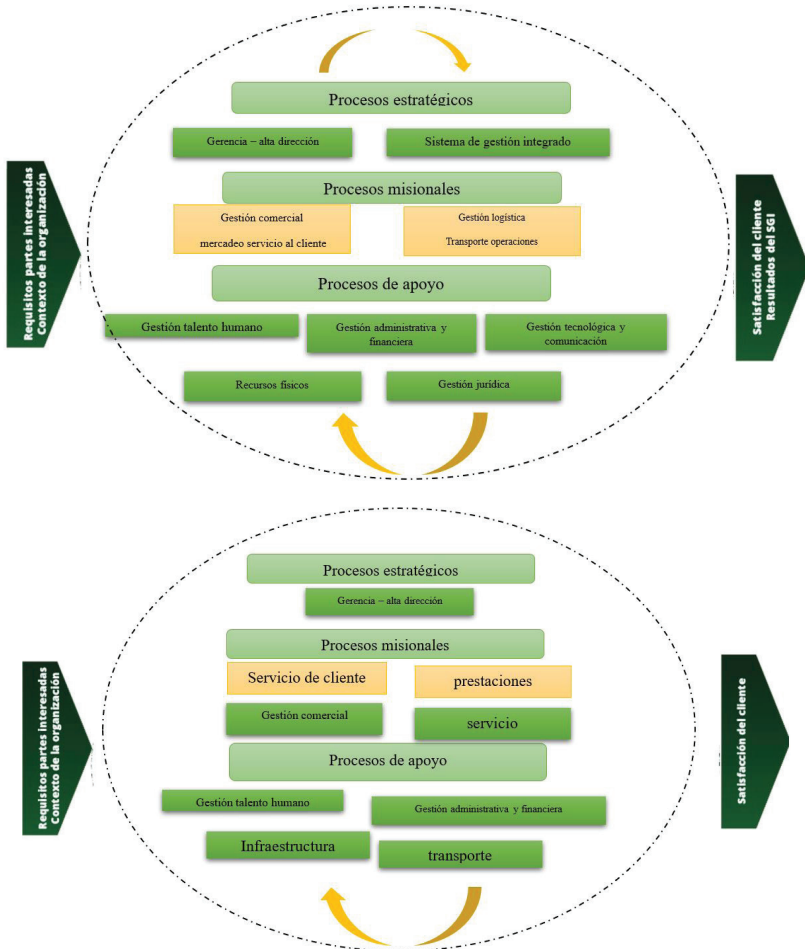 Procesos estratégicos
Gerencia – alta dirección
Sistema de gestión integrado
Procesos misionales
Gestión comercial
mercadeo servicio al cliente
Gestión logística
Transporte operaciones
Procesos de apoyo
Gestión talento humano
Gestión administrativa y
financiera
Gestión tecnológica y
comunicación
Recursos físicos
Gestión jurídica
Requisitos partes interesadas
Contexto de la organización
Satisfacción del cliente
Resultados del SGI
Procesos estratégicos
Gerencia – alta dirección
Procesos misionales
Servicio de cliente
prestaciones
Gestión comercial
servicio
Procesos de apoyo
Gestión talento humano
Gestión administrativa y financiera
Infraestructura
transporte
Requisitos partes interesadas
Contexto de la organización
Satisfacción del cliente